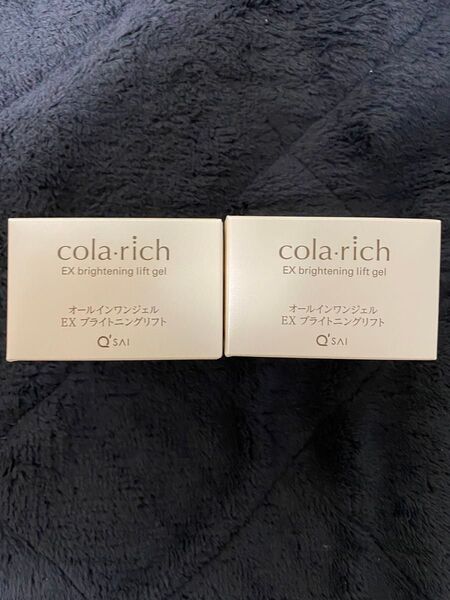 cola・rich
EX brightening lift gel
オールインワンジェル
EX ブライトニングリフト
Q'SAI
cola・rich
EX brightening lift gel
オールインワンジェル
EX ブライトニングリフト
Q'SAI